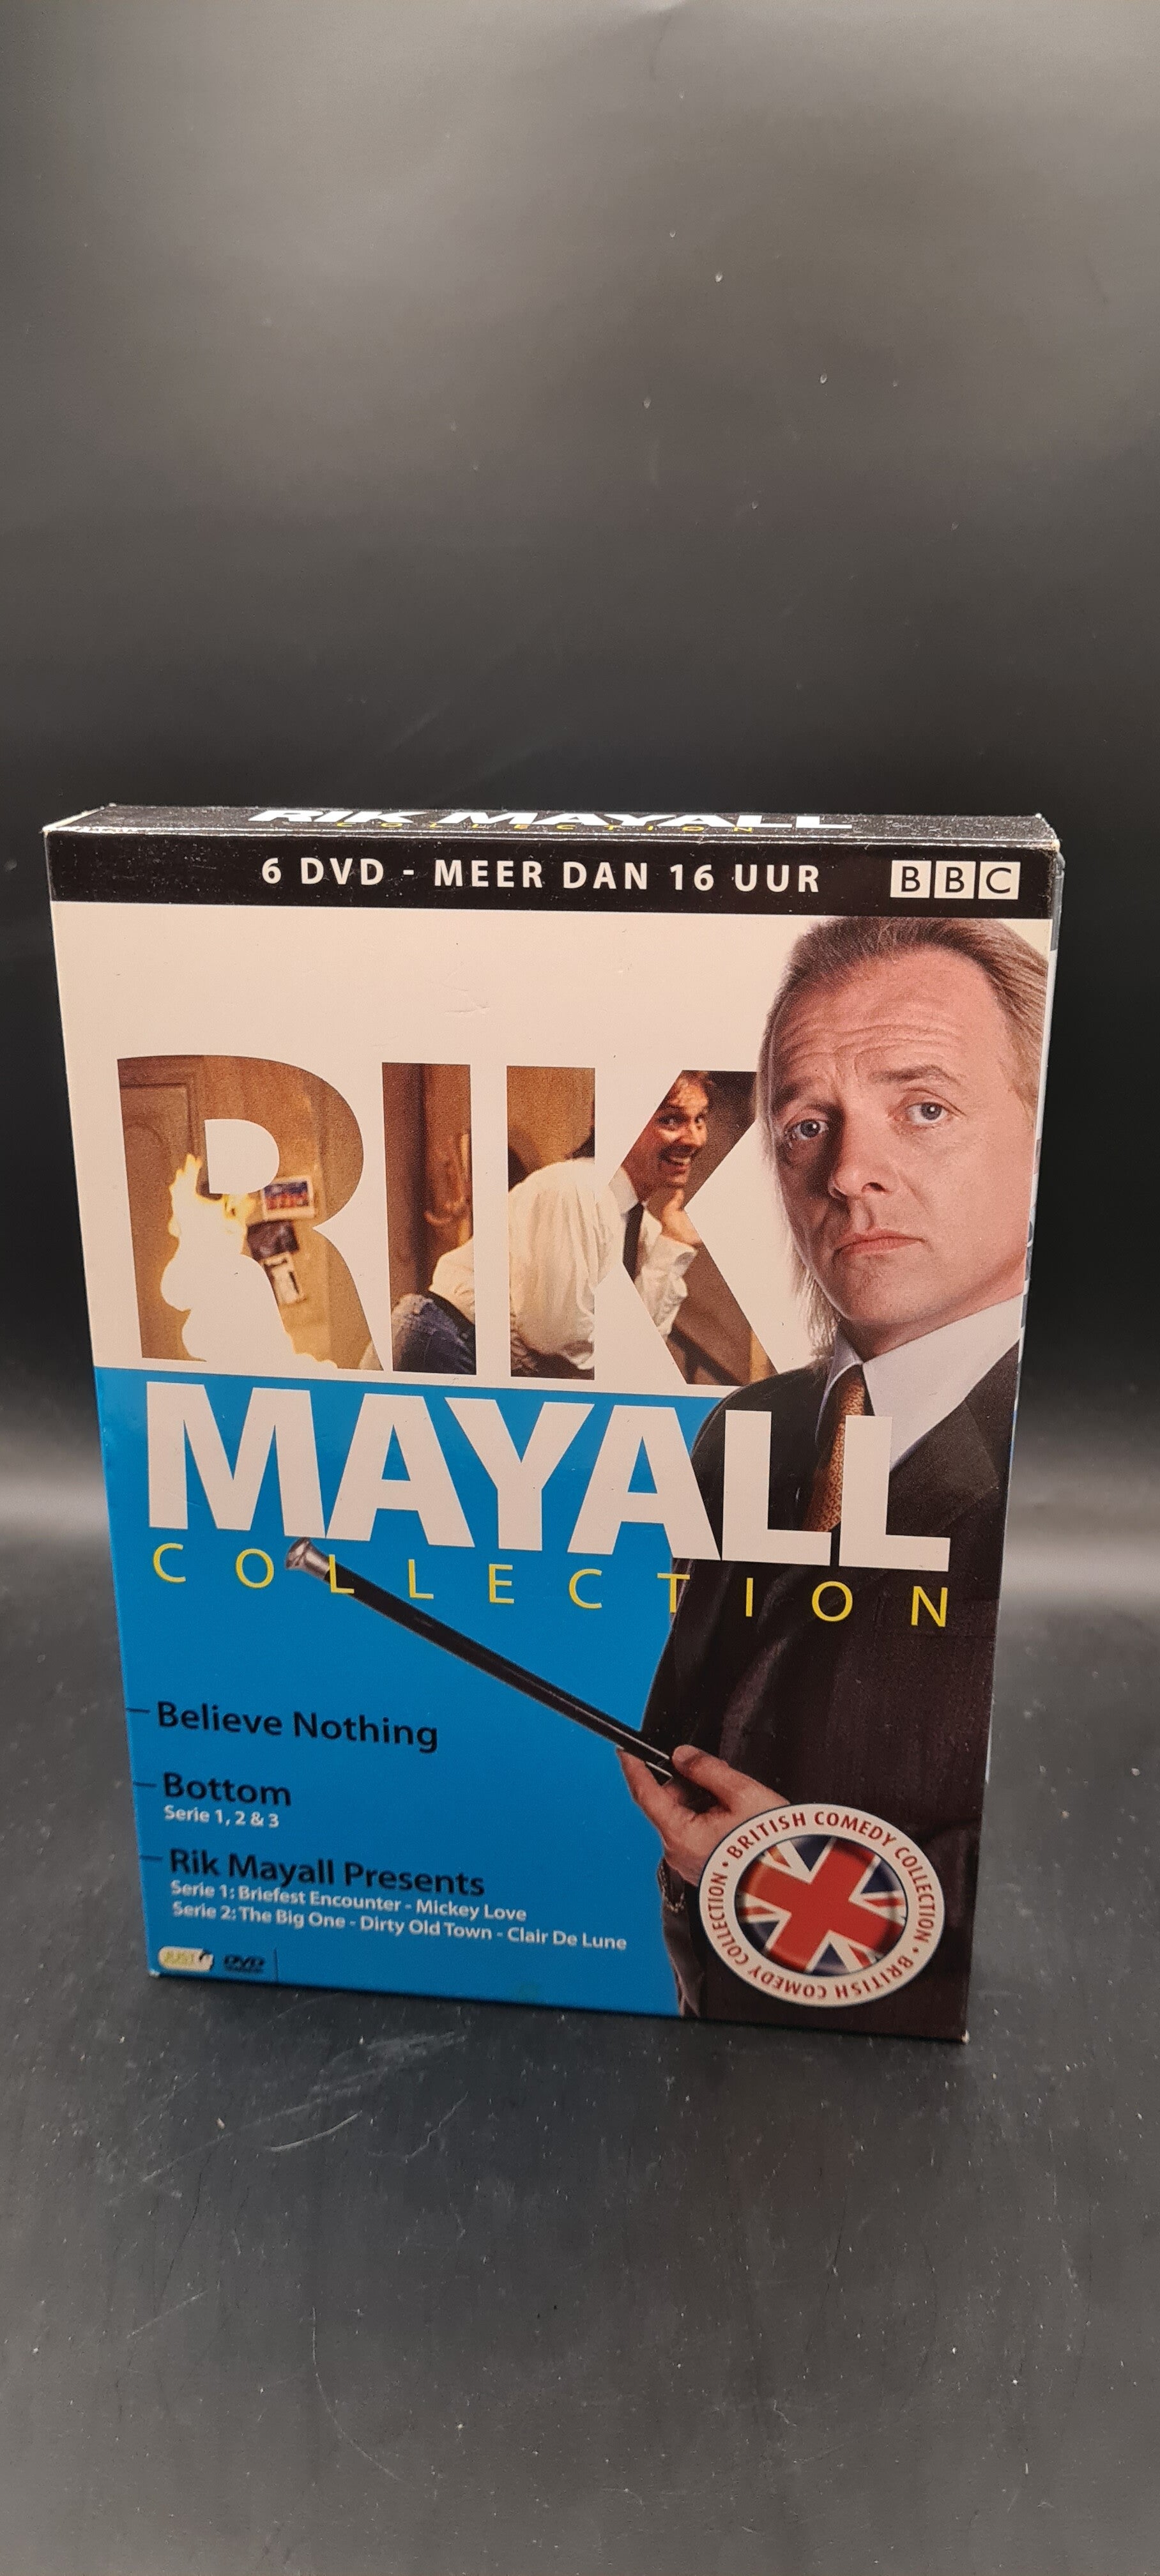 RIK MAYALL
COLLECTION
6 DVD - MEER DAN 16 UUR
BBC
RIK
MAYALL
COLLECTION
Believe Nothing
Bottom
Serie 1, 2 & 3
Rik Mayall Presents
Serie 1: Briefest Encounter - Mickey Love
Serie 2: The Big One - Dirty Old Town - Clair De Lune
JUST
DVD
BRITISH COMEDY COLLECTION • BRITISH COMEDY COLLECTION •